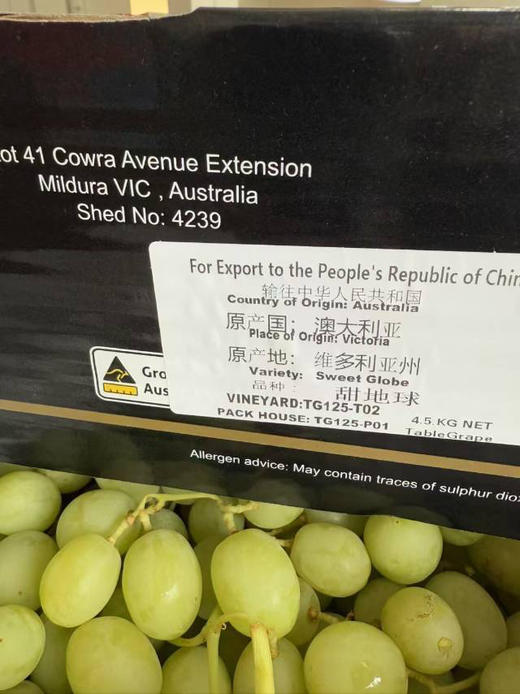 ot 41 Cowra Avenue Extension
Mildura VIC , Australia
Shed No: 4239
For Export to the People's Republic of Chin
输往中华人民共和国
Country of Origin: Australia
原产国: 澳大利亚
Place of Origin: Victoria
原产地: 维多利亚州
Variety: Sweet Globe
品种: 甜地球
VINEYARD:TG125-T02
PACK HOUSE: TG125-P01
4.5 KG NET
TableGrape
Gro
Aus
Allergen advice: May contain traces of sulphur diox